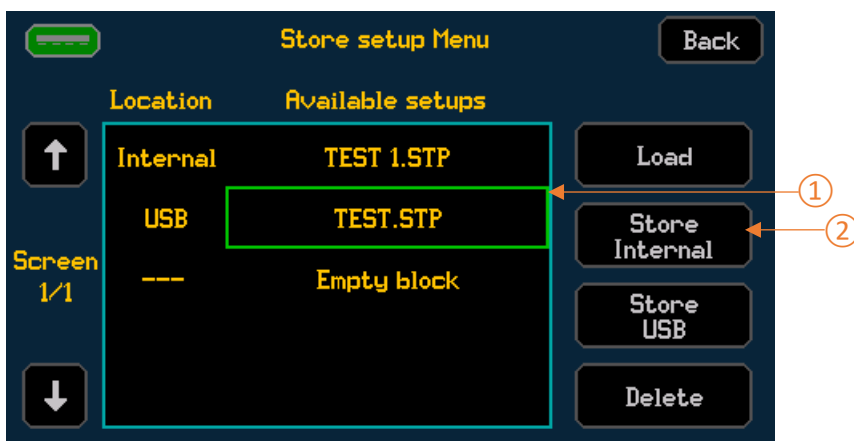 Store setup Menu
Back
Location
Available setups
Internal
TEST 1.STP
Load
1
USB
TEST.STP
Store
Internal
2
Screen
1/1
---
Empty block
Store
USB
Delete